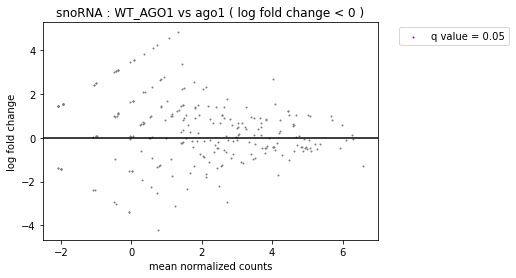 snoRNA : WT_AGO1 vs ago1 ( log fold change < 0 )
q value = 0.05
log fold change
4
2
0
−2
−4
−2
0
2
4
6
mean normalized counts